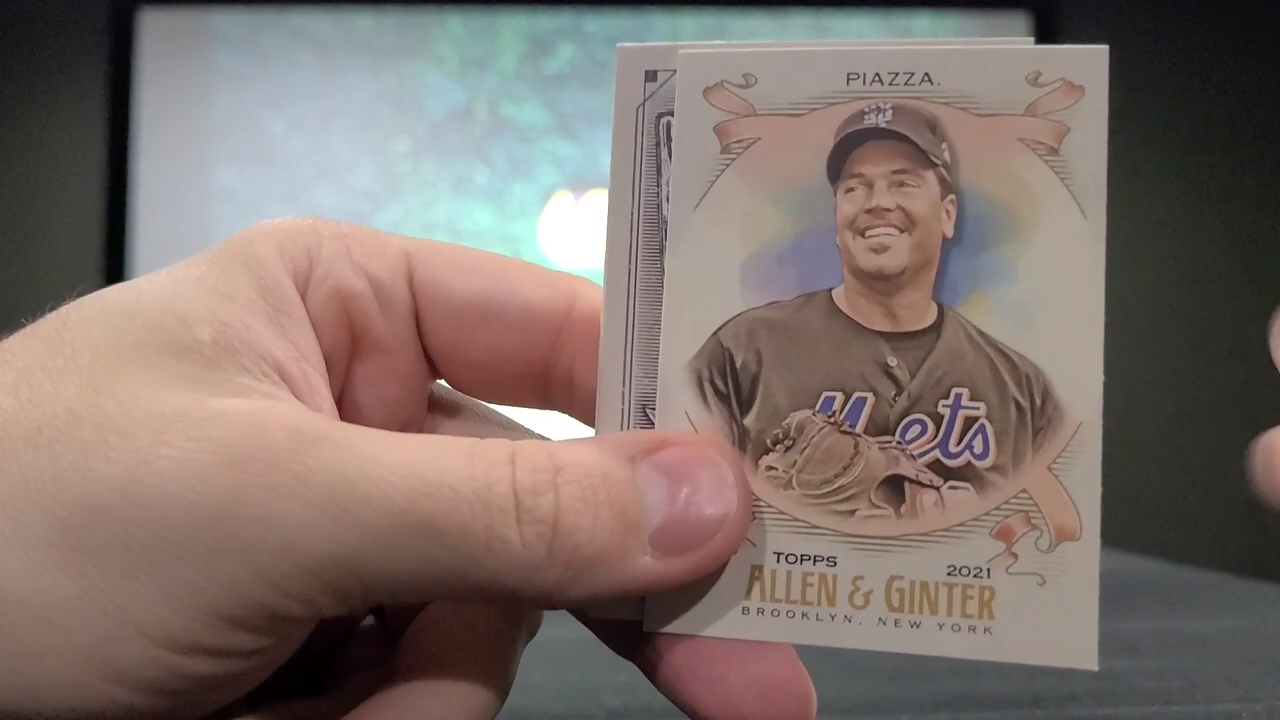 PIAZZA.
Mets
TOPPS 2021
ALLEN & GINTER
BROOKLYN, NEW YORK